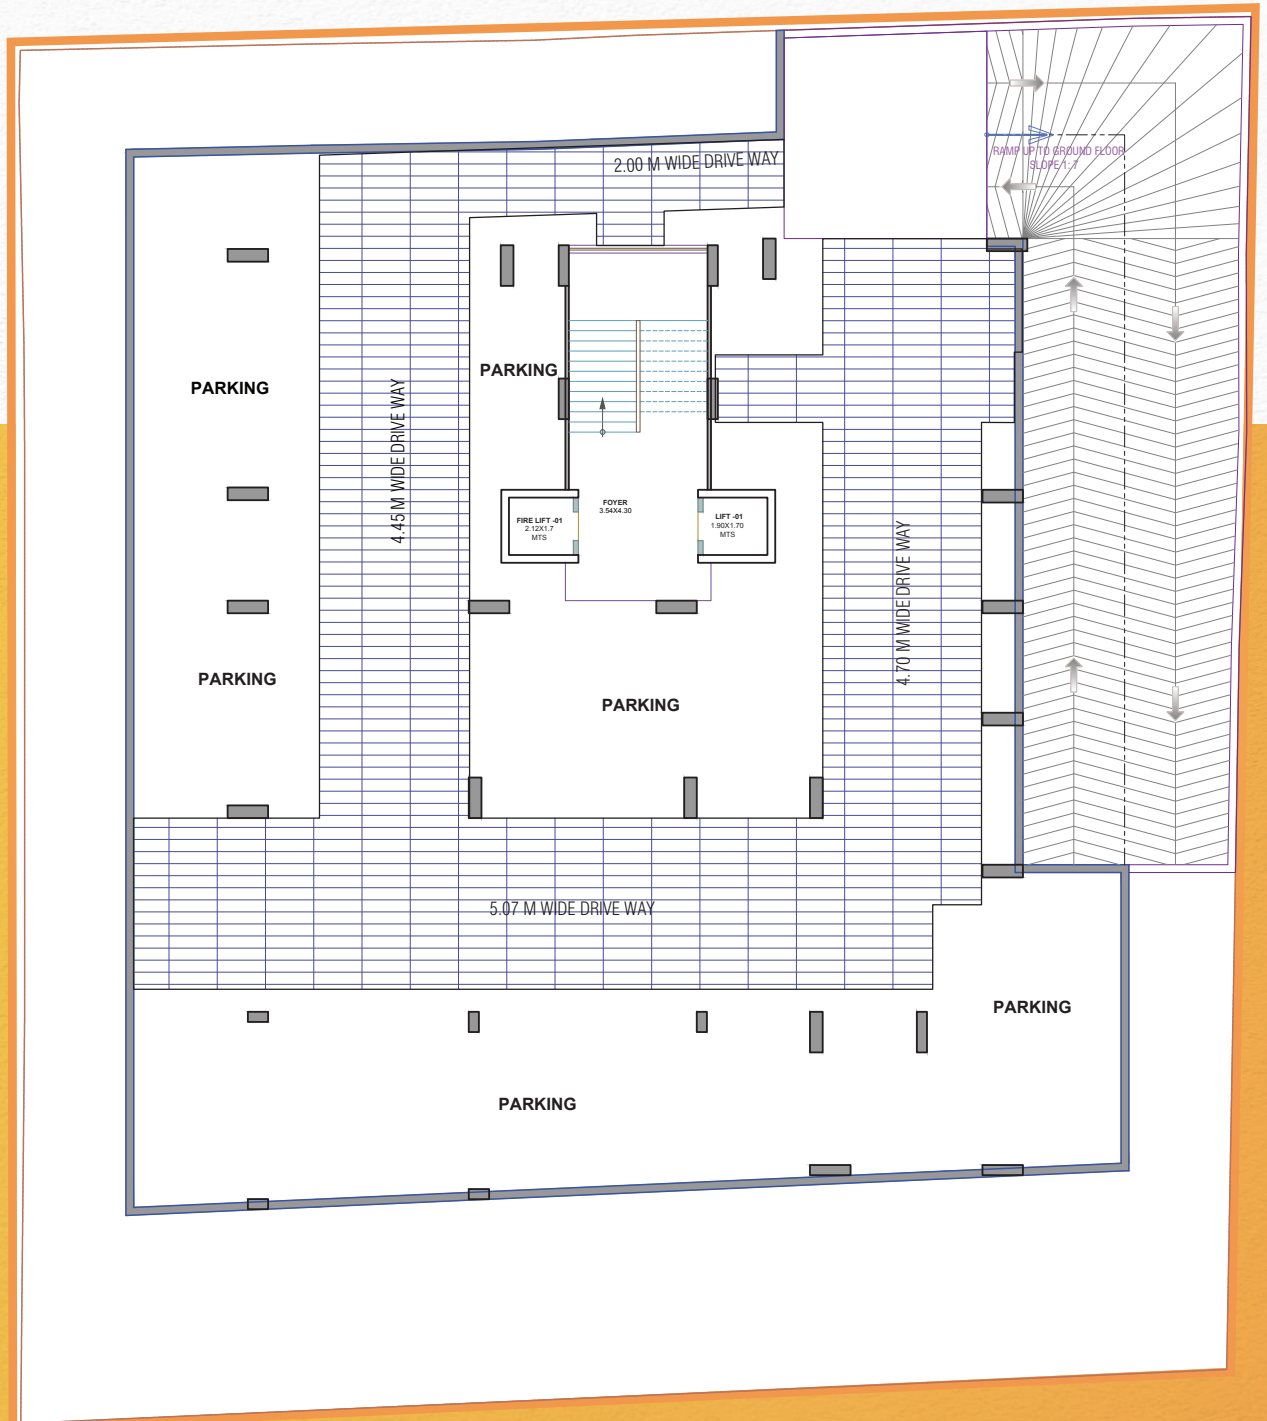 2.00 M WIDE DRIVE WAY
RAMP UP TO GROUND FLOOR
SLOPE 1: 7
PARKING
PARKING
4.45 M WIDE DRIVE WAY
FOYER
3.54X4.30
FIRE LIFT -01
2.12X1.7
MTS
LIFT -01
1.90X1.70
MTS
4.70 M WIDE DRIVE WAY
PARKING
PARKING
5.07 M WIDE DRIVE WAY
PARKING
PARKING